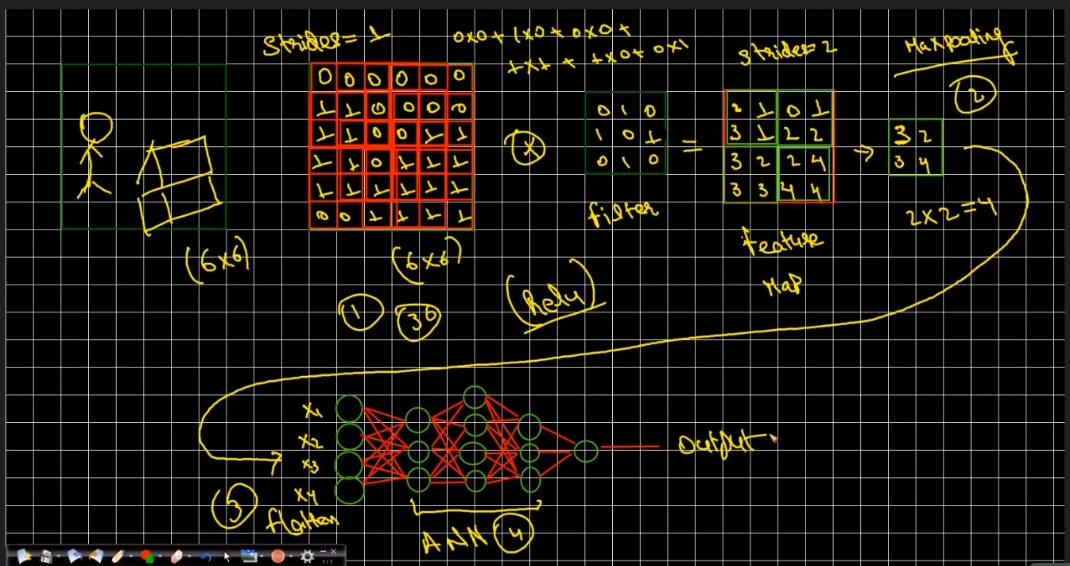 Strides = 1
0x0 + 1x0 + 0x0 +
1x1 + 1x0 + 0x1
Strides = 2
Maxpooling
2
0 0 0 0 0 0
1 1 0 0 0 0
1 1 0 0 1 1
1 1 0 1 1 1
1 1 1 1 1 1
0 0 1 1 1 1
x
0 1 0
1 0 1
0 1 0
=
2 1 0 1
3 1 2 2
3 2 2 4
3 3 4 4
→
3 2
3 4
2x2=4
filter
feature
Map
(6x6)
(6x6)
(Relu)
1
36
x1
x2
x3
x4
3
flatten
output
ANN 4